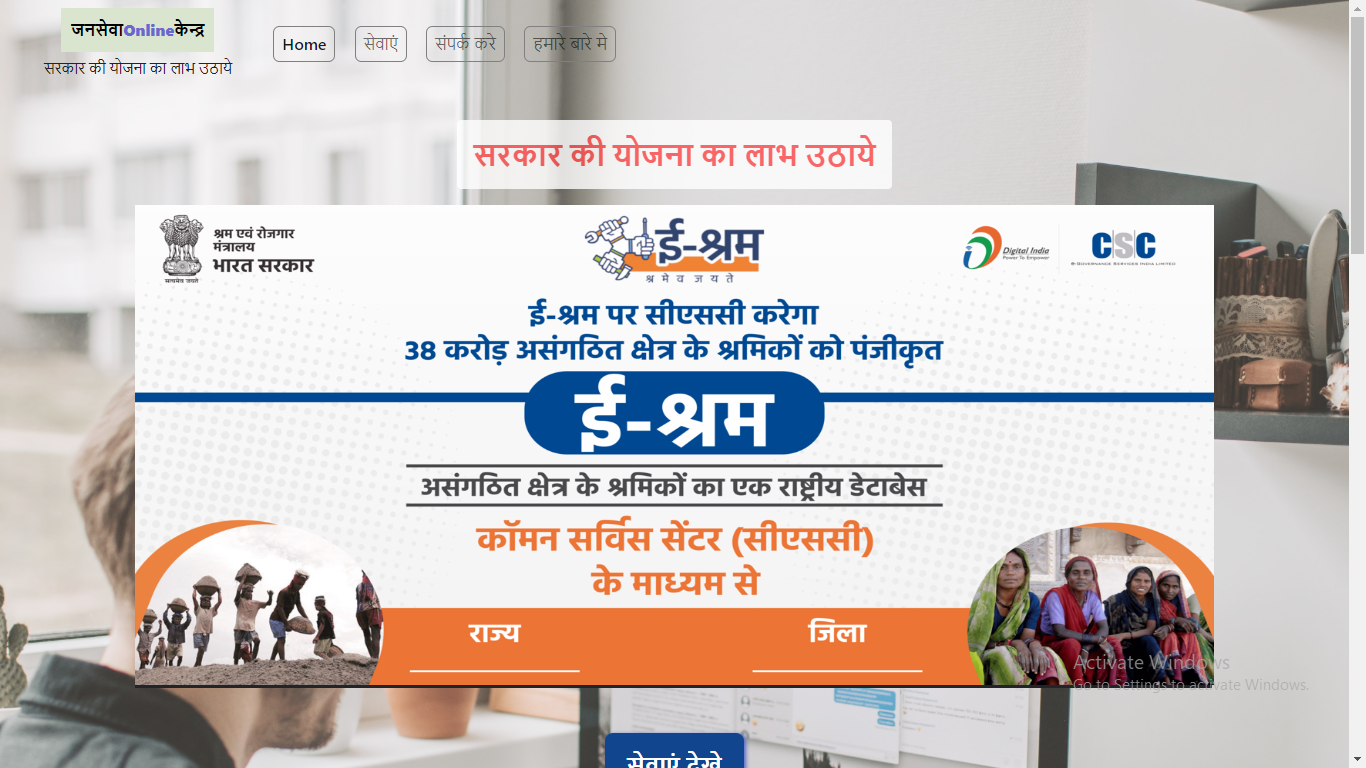 जनसेवाOnlineकेन्द्र
सरकार की योजना का लाभ उठाये
Home
सेवाएं
संपर्क करे
हमारे बारे मे
सरकार की योजना का लाभ उठाये
श्रम एवं रोजगार
मंत्रालय
भारत सरकार
सत्यमेव जयते
ई-श्रम
श्रमेव जयते
Digital India
Power To Empower
CSC
E-GOVERNANCE SERVICES INDIA LIMITED
ई-श्रम पर सीएससी करेगा
38 करोड़ असंगठित क्षेत्र के श्रमिकों को पंजीकृत
ई-श्रम
असंगठित क्षेत्र के श्रमिकों का एक राष्ट्रीय डेटाबेस
कॉमन सर्विस सेंटर (सीएससी)
के माध्यम से
राज्य
जिला
Activate Windows
Go to Settings to activate Windows.
सेवाएं देखे